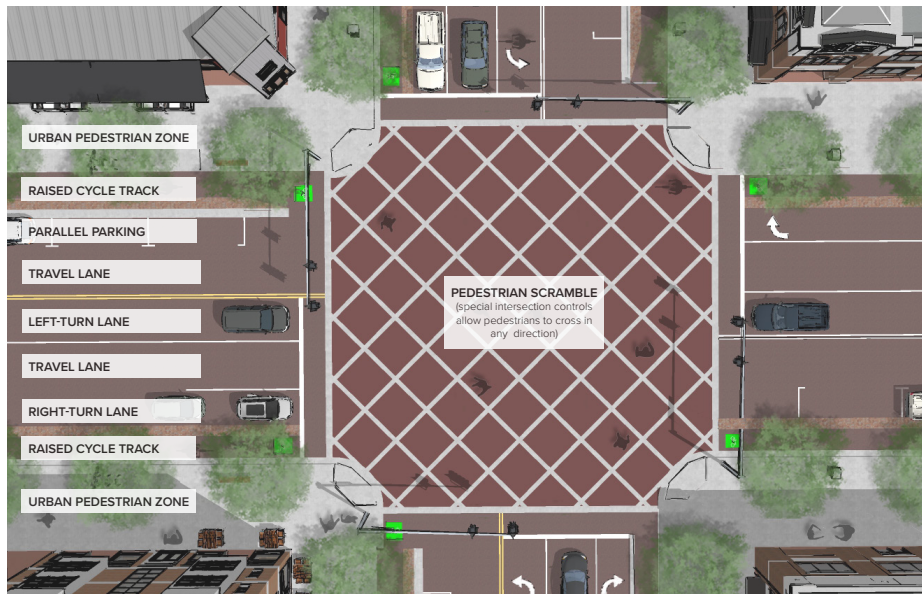 URBAN PEDESTRIAN ZONE
RAISED CYCLE TRACK
PARALLEL PARKING
TRAVEL LANE
LEFT-TURN LANE
TRAVEL LANE
RIGHT-TURN LANE
RAISED CYCLE TRACK
URBAN PEDESTRIAN ZONE
PEDESTRIAN SCRAMBLE
(special intersection controls
allow pedestrians to cross in
any direction)